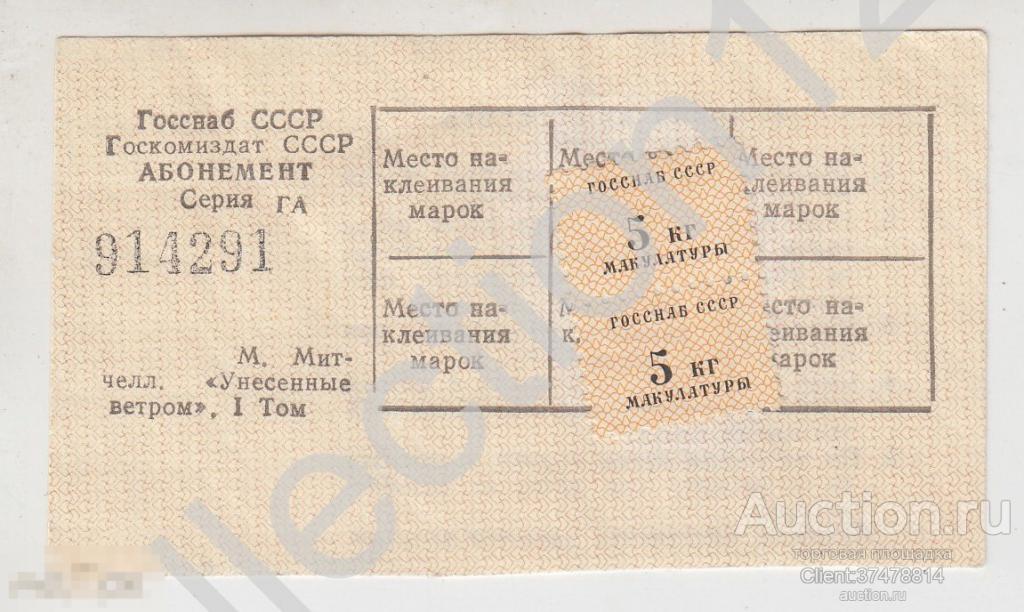 Госснаб СССР
Госкомиздат СССР
АБОНЕМЕНТ
Серия ГА
914291
М. Мит-
челл. «Унесенные
ветром», I Том
Место на-
клеивания
марок
Место
Место на-
клеивания
марок
Место на-
клеивания
марок
Место на-
клеивания
марок
ГОССНАБ СССР
5 КГ
МАКУЛАТУРЫ
ГОССНАБ СССР
5 КГ
МАКУЛАТУРЫ
Auction.ru
торговая площадка
Client:37478814
auction.ru